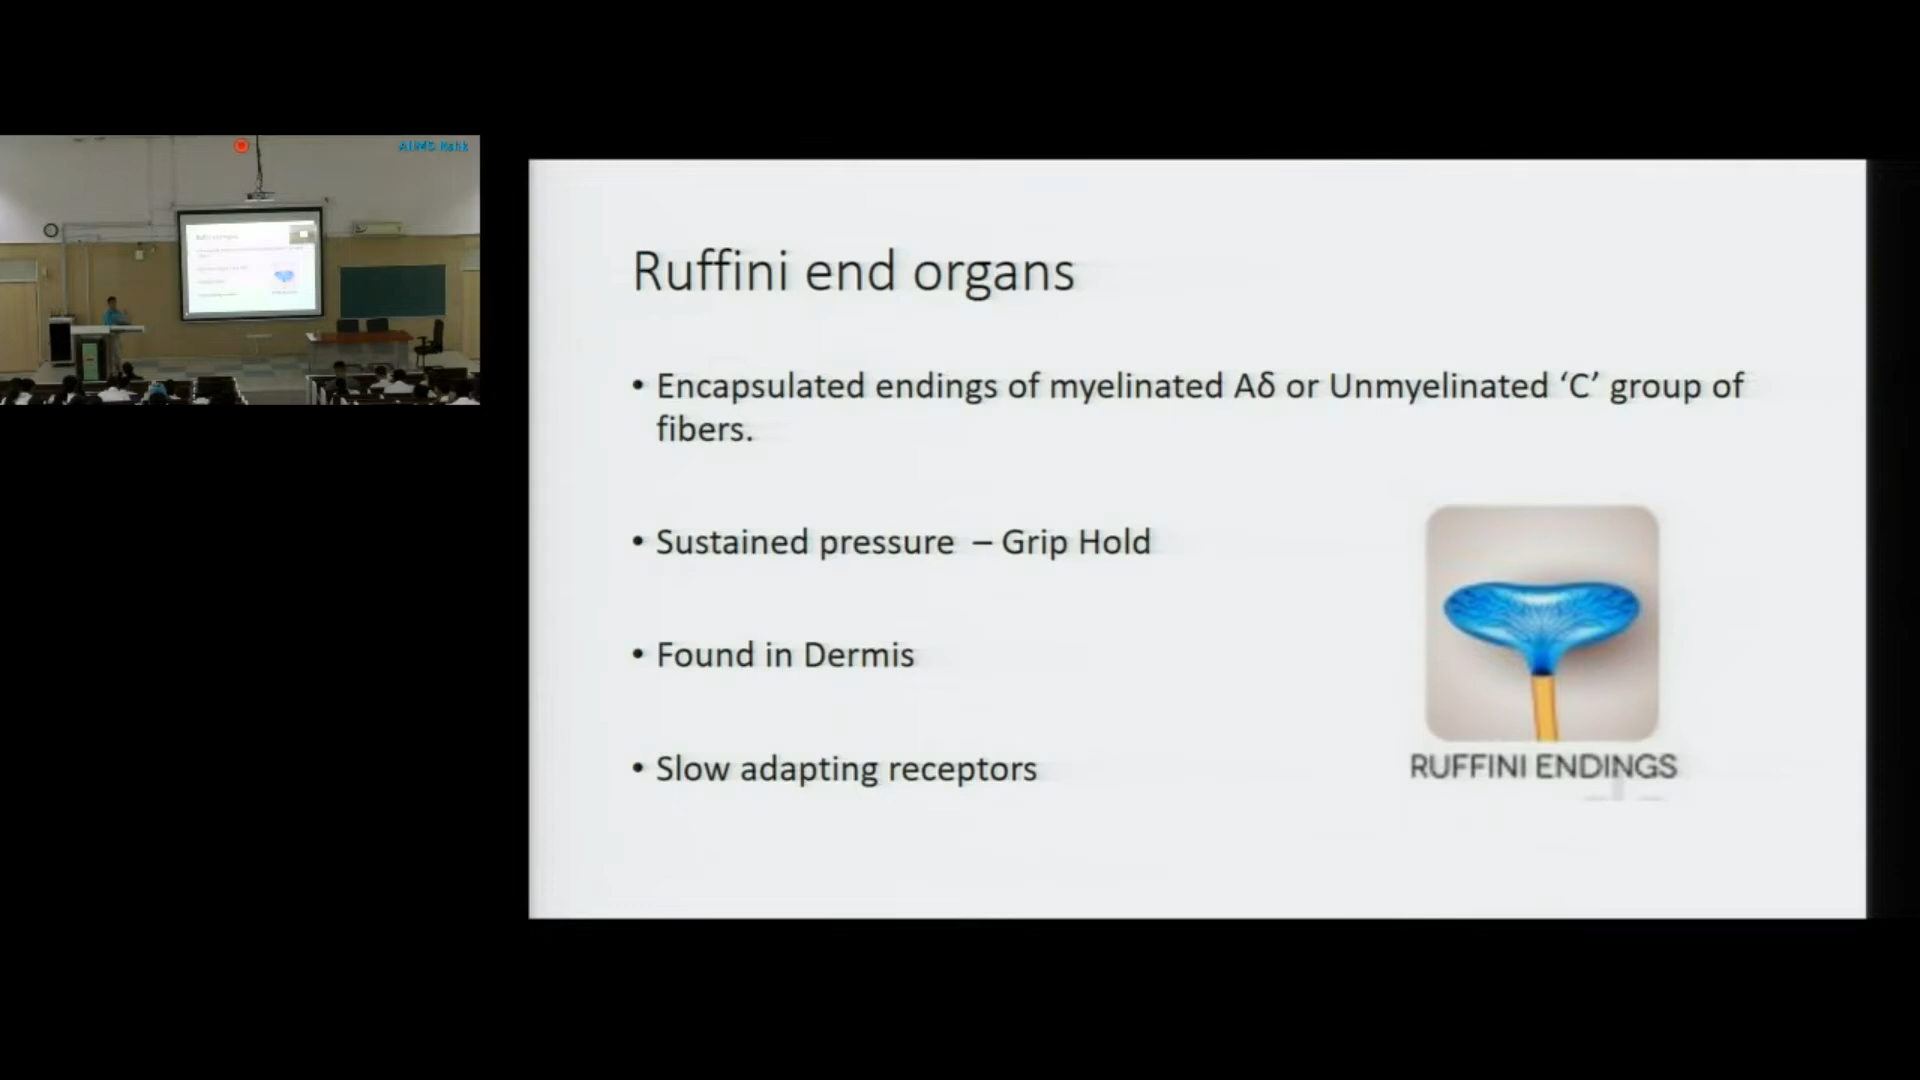 Ruffini end organs
• Encapsulated endings of myelinated Aδ or Unmyelinated ‘C’ group of
fibers.
• Sustained pressure – Grip Hold
• Found in Dermis
• Slow adapting receptors
RUFFINI ENDINGS